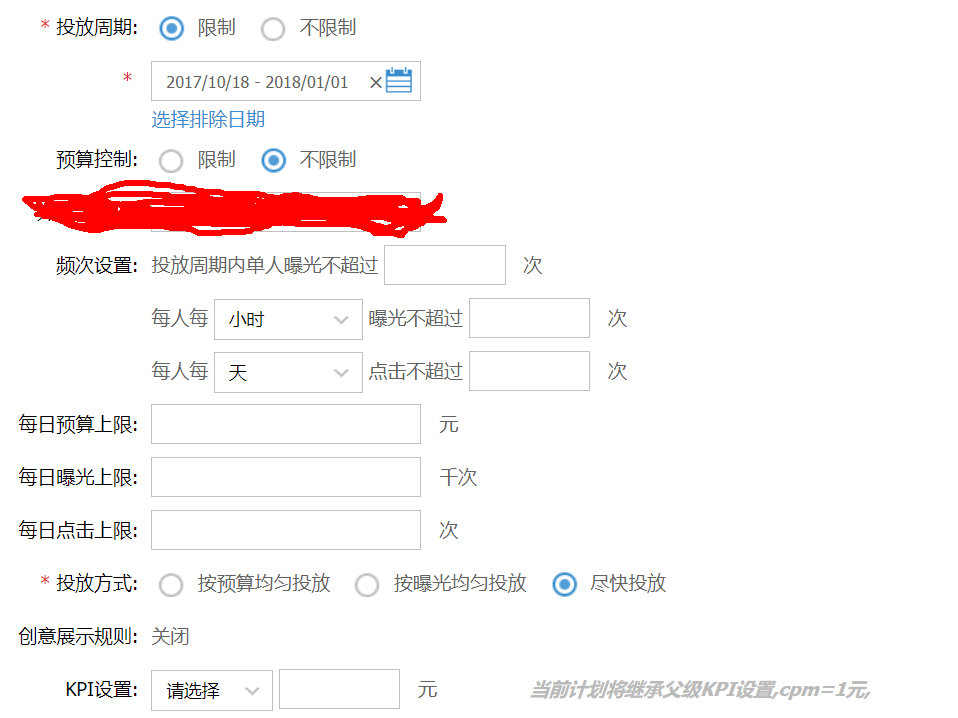 * 投放周期: 限制 不限制
* 2017/10/18 - 2018/01/01 ×
选择排除日期
预算控制: 限制 不限制
频次设置: 投放周期内单人曝光不超过 次
每人每 小时 曝光不超过 次
每人每 天 点击不超过 次
每日预算上限: 元
每日曝光上限: 千次
每日点击上限: 次
* 投放方式: 按预算均匀投放 按曝光均匀投放 尽快投放
创意展示规则: 关闭
KPI设置: 请选择 元 当前计划将继承父级KPI设置,cpm=1元,